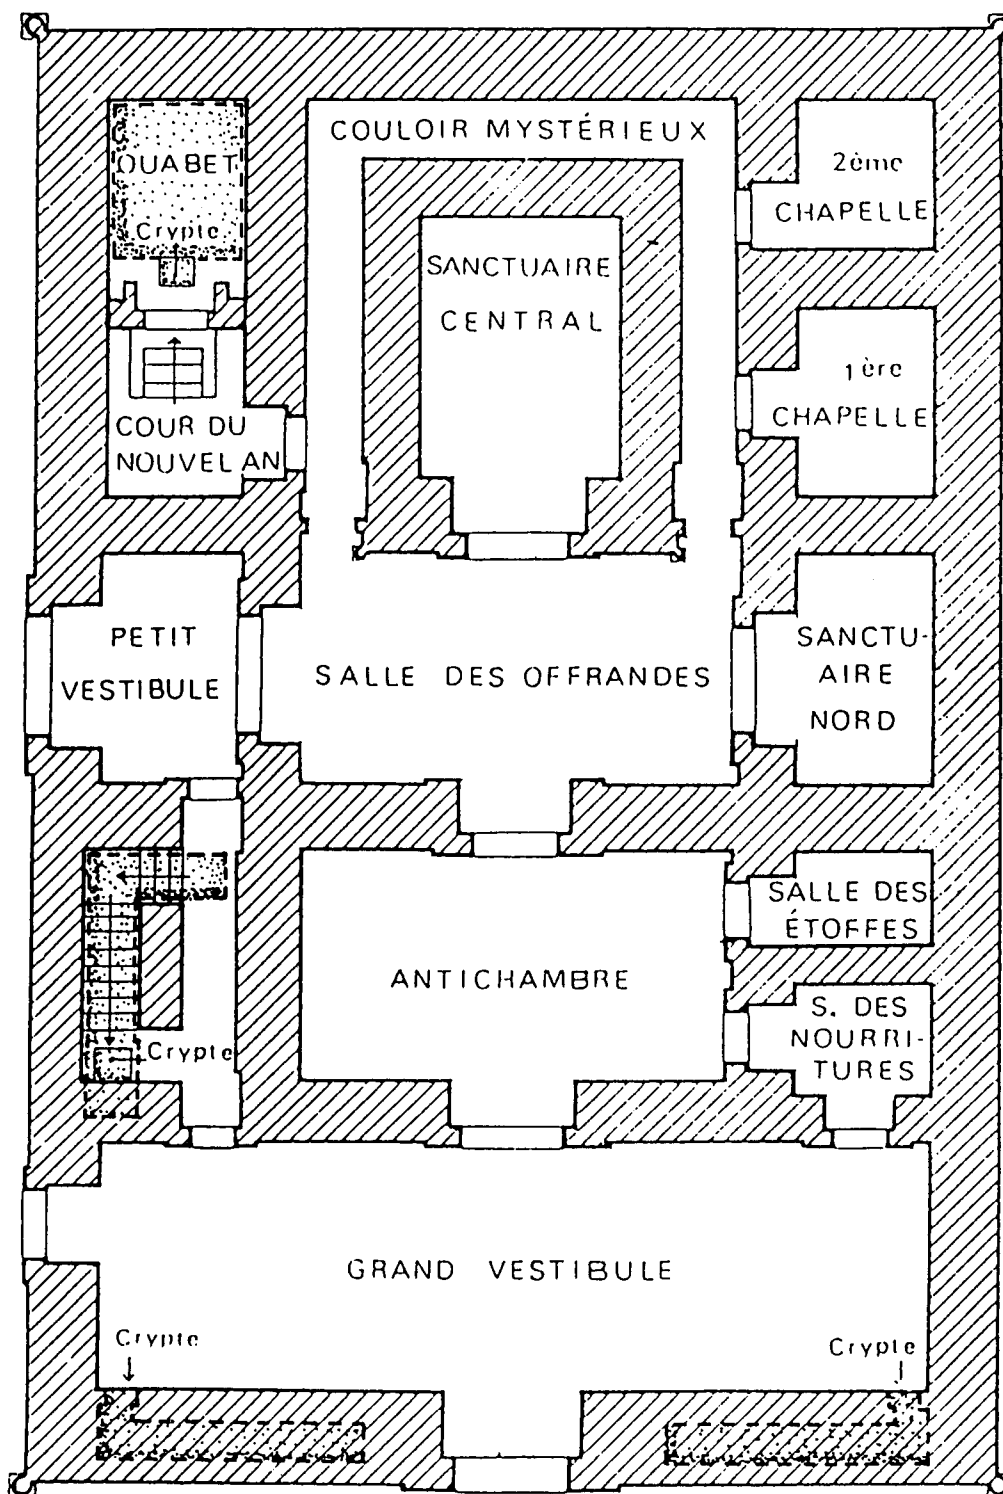 COULOIR MYSTÉRIEUX
OUABET
Crypte
2ème
CHAPELLE
SANCTUAIRE
CENTRAL
1ère
CHAPELLE
COUR DU
NOUVEL AN
PETIT
VESTIBULE
SALLE DES OFFRANDES
SANCTU-
AIRE
NORD
SALLE DES
ÉTOFFES
ANTICHAMBRE
S. DES
NOURRI-
TURES
Crypte
GRAND VESTIBULE
Crypte
Crypte